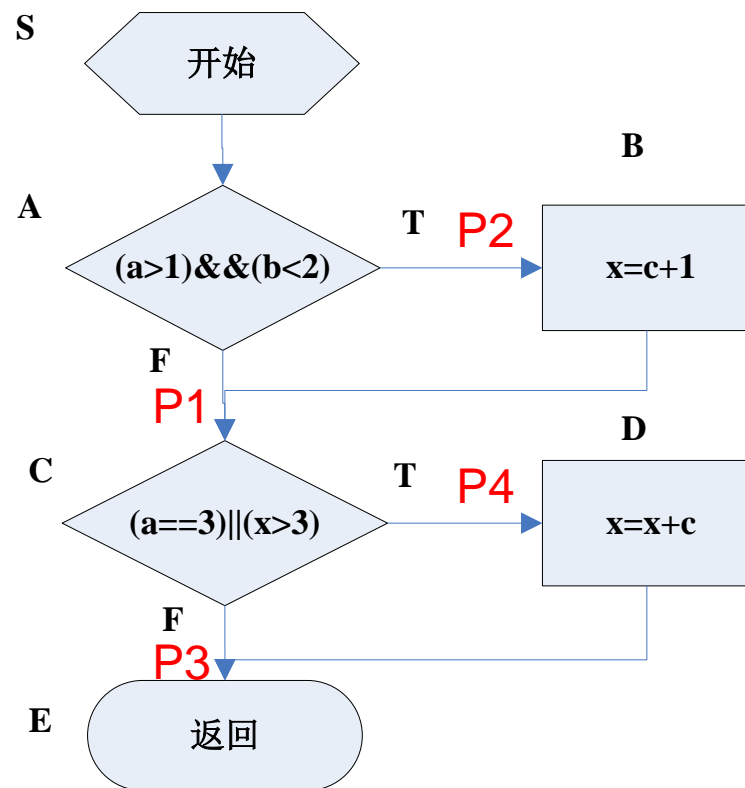 S
开始
B
A
(a>1)&&(b<2)
T
P2
x=c+1
F
P1
D
C
(a==3)||(x>3)
T
P4
x=x+c
F
P3
E
返回